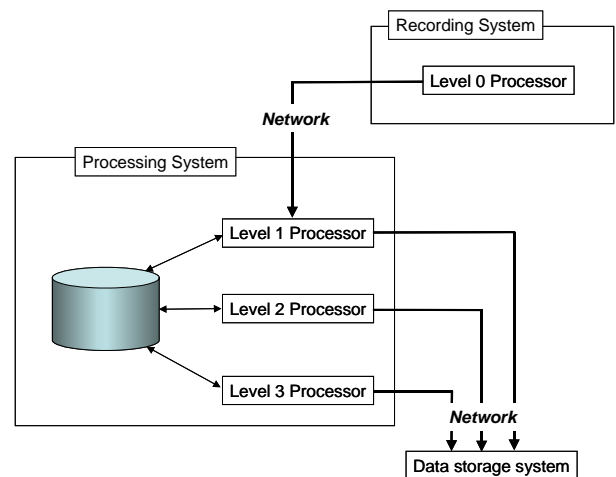 Recording System
Level 0 Processor
Network
Processing System
Level 1 Processor
Level 2 Processor
Level 3 Processor
Network
Data storage system